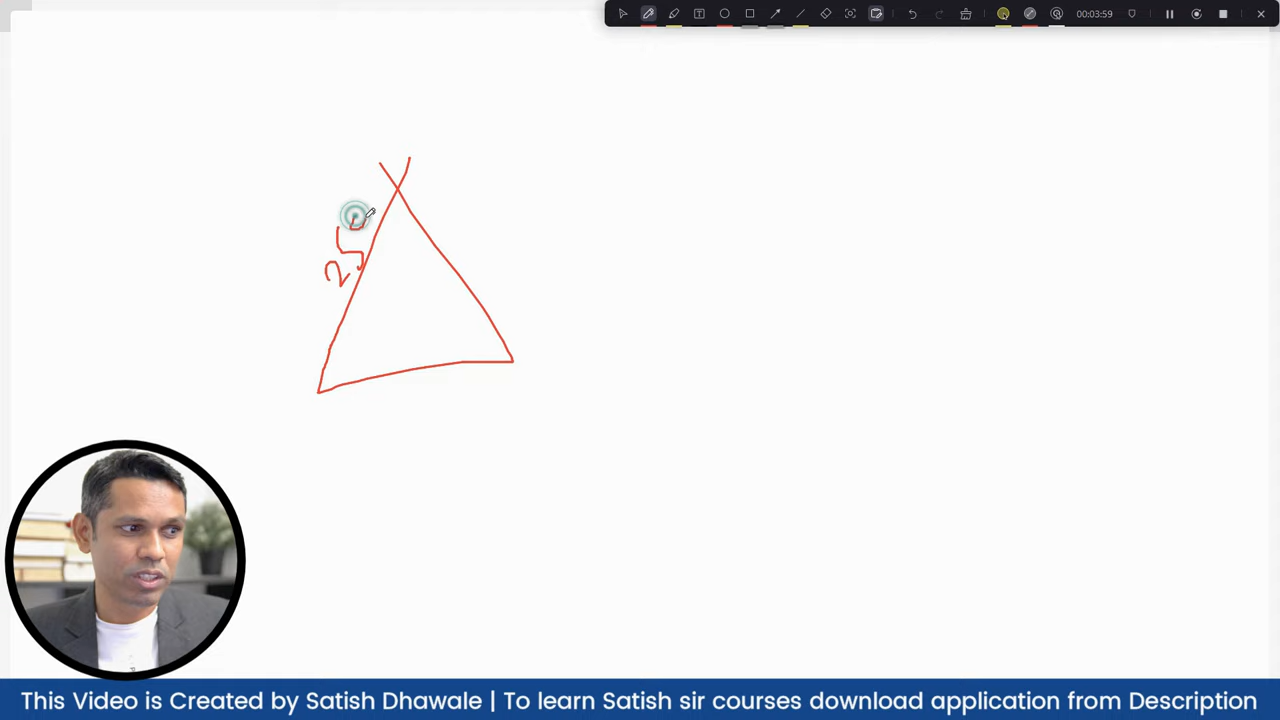 00:03:59
25
This Video is Created by Satish Dhawale | To learn Satish sir courses download application from Description